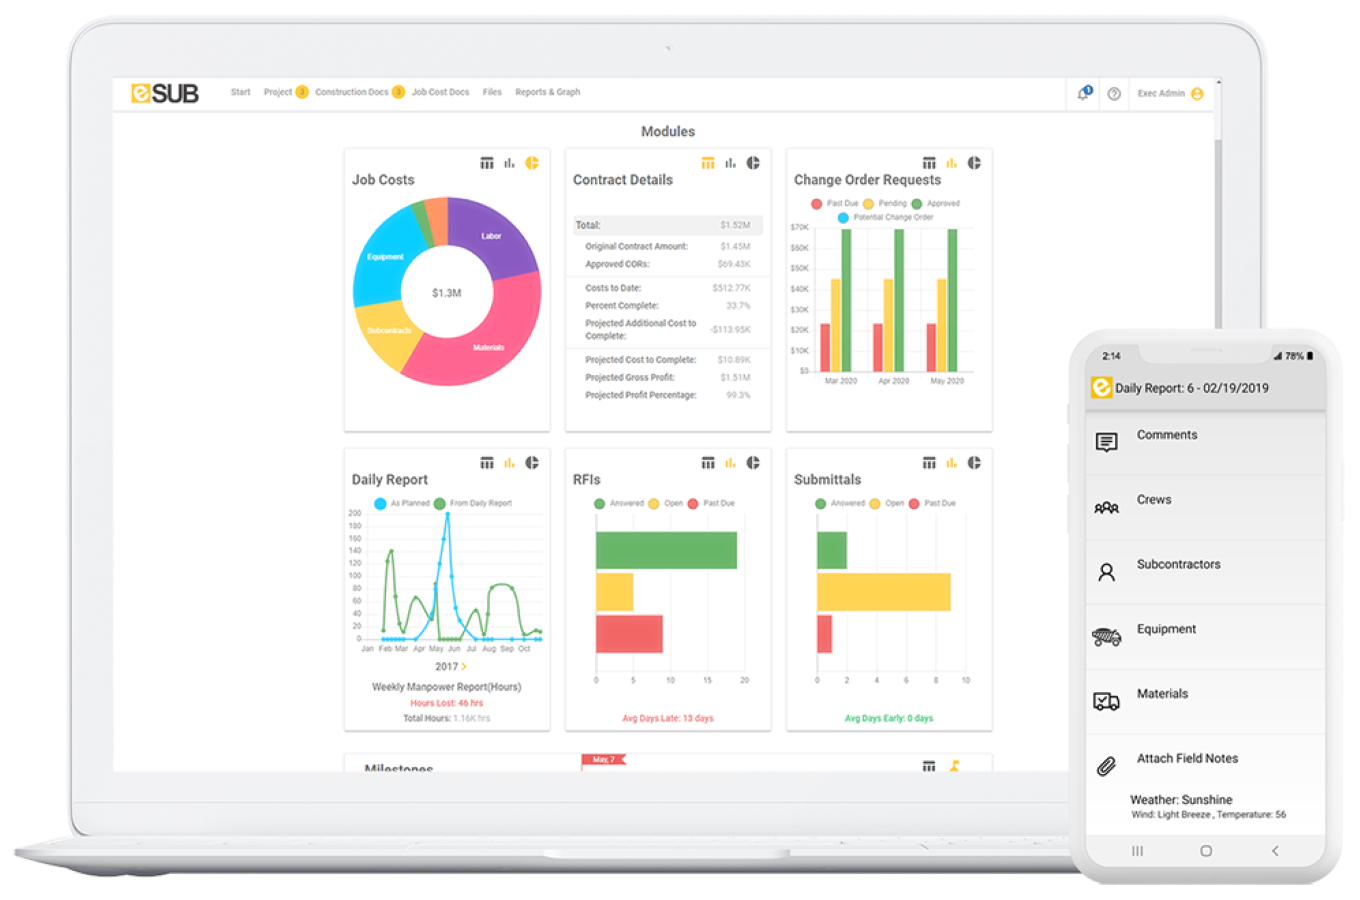 eSUB Start Project 3 Construction Docs 3 Job Cost Docs Files Reports & Graph 1 Exec Admin
Modules
Job Costs
Labor
Equipment
$1.3M
Subcontracts
Materials
Contract Details
Total: $1.52M
Original Contract Amount: $1.45M
Approved CORs: $69.43K
Costs to Date: $512.77K
Percent Complete: 33.7%
Projected Additional Cost to
Complete: -$113.95K
Projected Cost to Complete: $10.89K
Projected Gross Profit: $1.51M
Projected Profit Percentage: 99.3%
Change Order Requests
Past Due Pending Approved
Potential Change Order
$70K
$60K
$50K
$40K
$30K
$20K
$10K
$0
Mar 2020 Apr 2020 May 2020
Daily Report
As Planned From Daily Report
200
180
160
140
120
100
80
60
40
20
0
Jan Feb Mar Apr May Jun Jul Aug Sep Oct
2017 >
Weekly Manpower Report(Hours)
Hours Lost: 46 hrs
Total Hours: 1.16K hrs
RFIs
Answered Open Past Due
0 5 10 15 20
Avg Days Late: 13 days
Submittals
Answered Open Past Due
0 2 4 6 8 10
Avg Days Early: 0 days
Milestones
May, 7
2:14 78%
e Daily Report: 6 - 02/19/2019
Comments
Crews
Subcontractors
Equipment
Materials
Attach Field Notes
Weather: Sunshine
Wind: Light Breeze , Temperature: 56